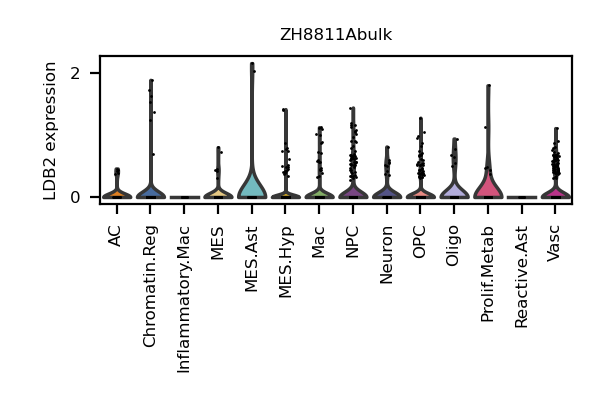 ZH8811Abulk
LDB2 expression
2
0
AC
Chromatin.Reg
Inflammatory.Mac
MES
MES.Ast
MES.Hyp
Mac
NPC
Neuron
OPC
Oligo
Prolif.Metab
Reactive.Ast
Vasc